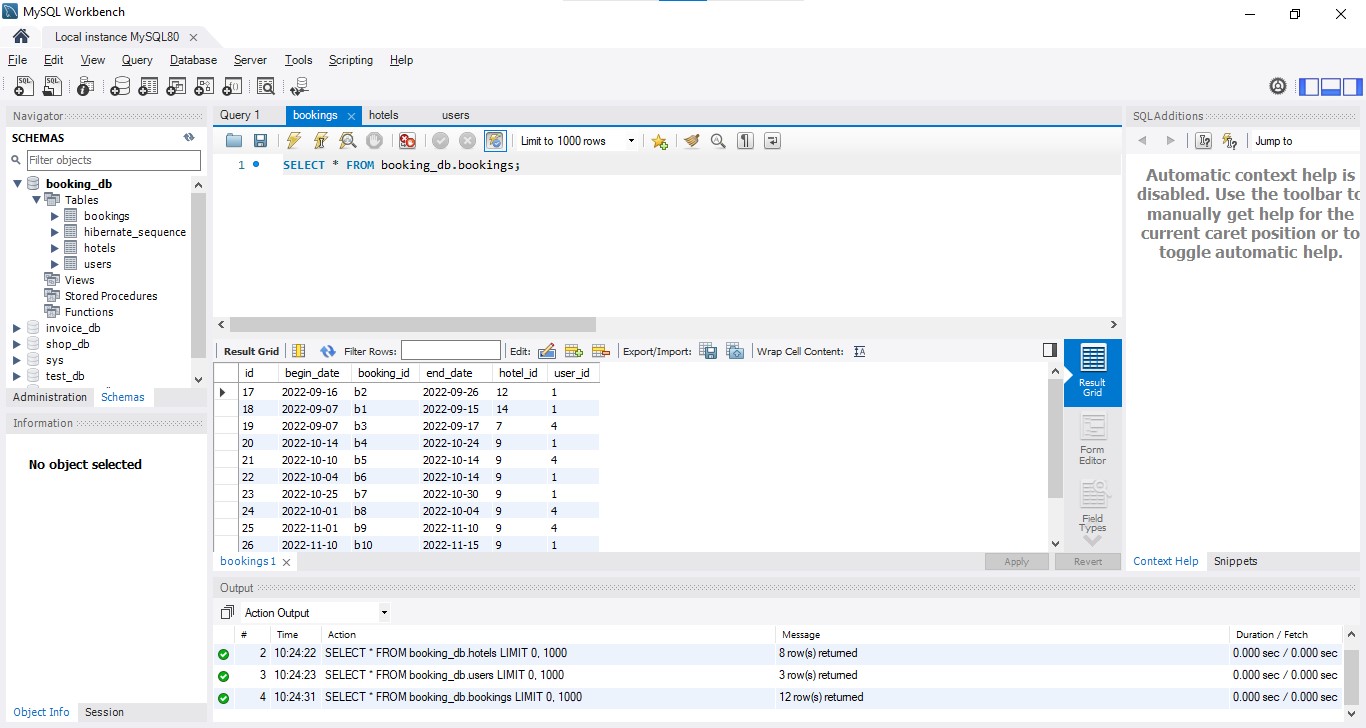 MySQL Workbench
Local instance MySQL80
File Edit View Query Database Server Tools Scripting Help
Navigator
SCHEMAS
Filter objects
booking_db
Tables
bookings
hibernate_sequence
hotels
users
Views
Stored Procedures
Functions
invoice_db
shop_db
sys
test_db
Administration Schemas
Information
No object selected
Object Info Session
Query 1 bookings hotels users
Limit to 1000 rows
1 SELECT * FROM booking_db.bookings;
Result Grid Filter Rows: Edit: Export/Import: Wrap Cell Content:
id begin_date booking_id end_date hotel_id user_id
17 2022-09-16 b2 2022-09-26 12 1
18 2022-09-07 b1 2022-09-15 14 1
19 2022-09-07 b3 2022-09-17 7 4
20 2022-10-14 b4 2022-10-24 9 1
21 2022-10-10 b5 2022-10-14 9 4
22 2022-10-04 b6 2022-10-14 9 1
23 2022-10-25 b7 2022-10-30 9 1
24 2022-10-01 b8 2022-10-04 9 4
25 2022-11-01 b9 2022-11-10 9 4
26 2022-11-10 b10 2022-11-15 9 1
Result
Grid
Form
Editor
Field
Types
bookings 1 Apply Revert
SQLAdditions
Jump to
Automatic context help is
disabled. Use the toolbar to
manually get help for the
current caret position or to
toggle automatic help.
Context Help Snippets
Output
Action Output
# Time Action Message Duration / Fetch
2 10:24:22 SELECT * FROM booking_db.hotels LIMIT 0, 1000 8 row(s) returned 0.000 sec / 0.000 sec
3 10:24:23 SELECT * FROM booking_db.users LIMIT 0, 1000 3 row(s) returned 0.000 sec / 0.000 sec
4 10:24:31 SELECT * FROM booking_db.bookings LIMIT 0, 1000 12 row(s) returned 0.000 sec / 0.000 sec